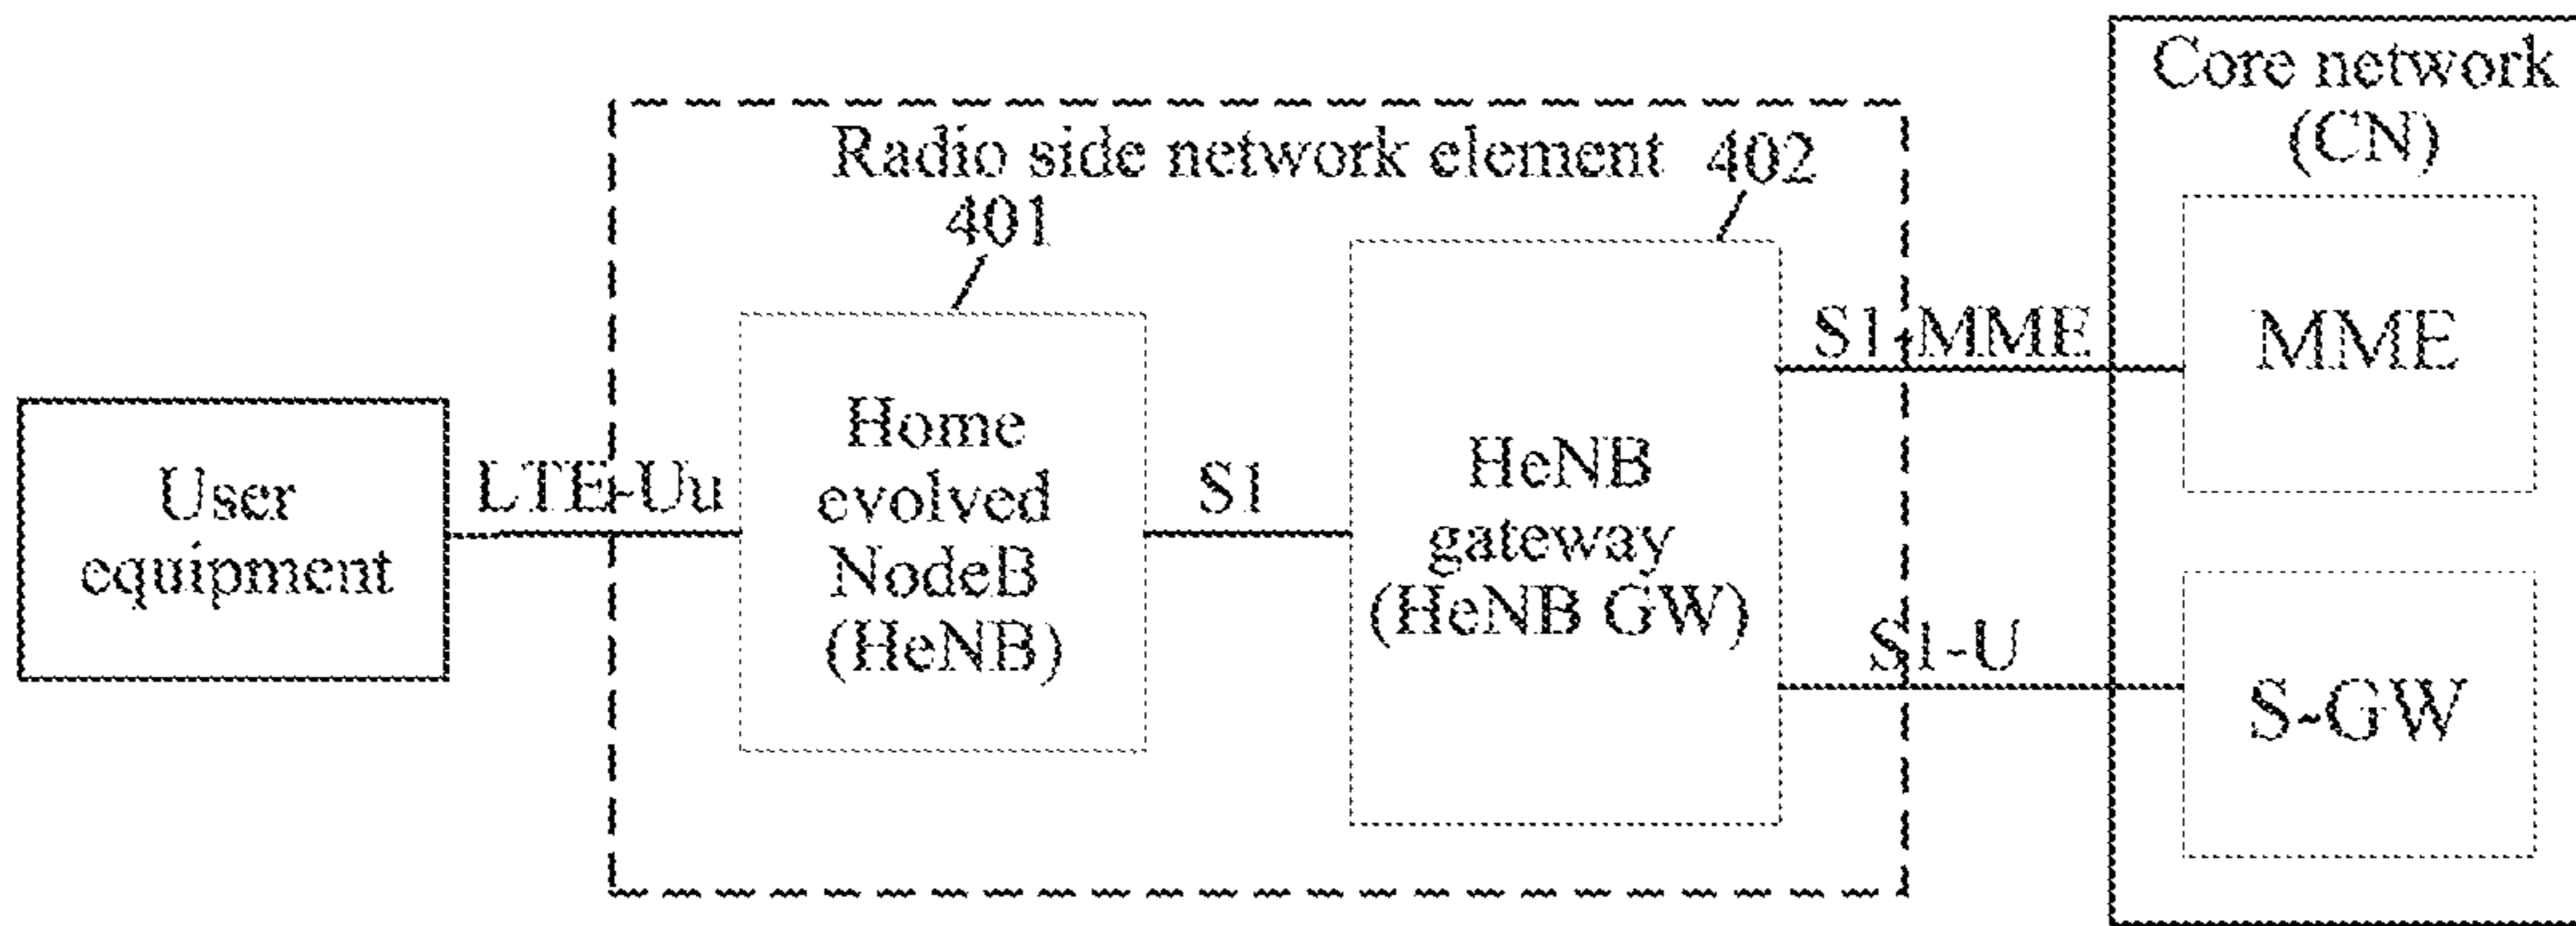 Core network
(CN)
Radio side network element 402
401
S1-MME
MME
Home
evolved
NodeB
(HeNB)
HeNB
gateway
(HeNB GW)
User
equipment
LTE-Uu
S1
S1-U
S-GW